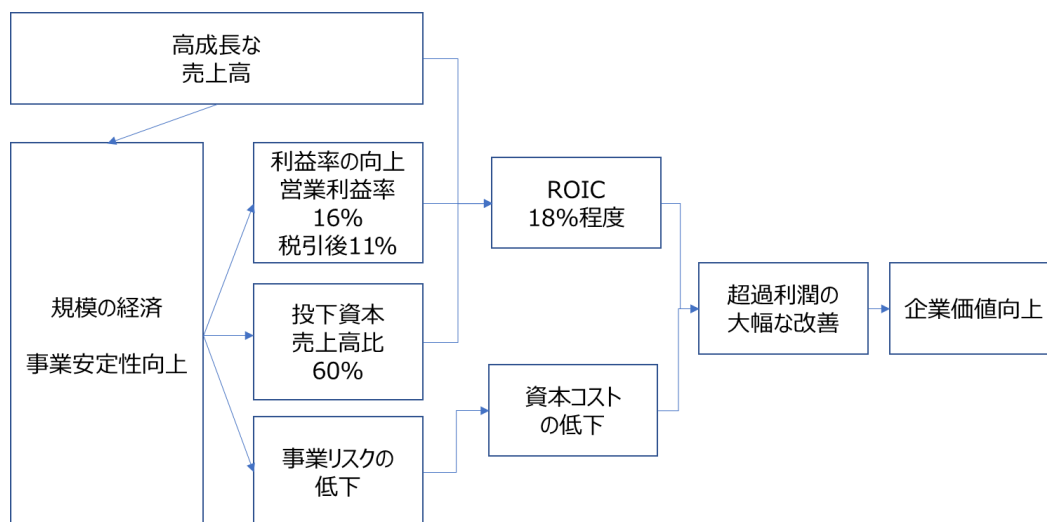 高成長な
売上高
規模の経済
事業安定性向上
利益率の向上
営業利益率
16%
税引後11%
投下資本
売上高比
60%
事業リスクの
低下
ROIC
18%程度
資本コスト
の低下
超過利潤の
大幅な改善
企業価値向上